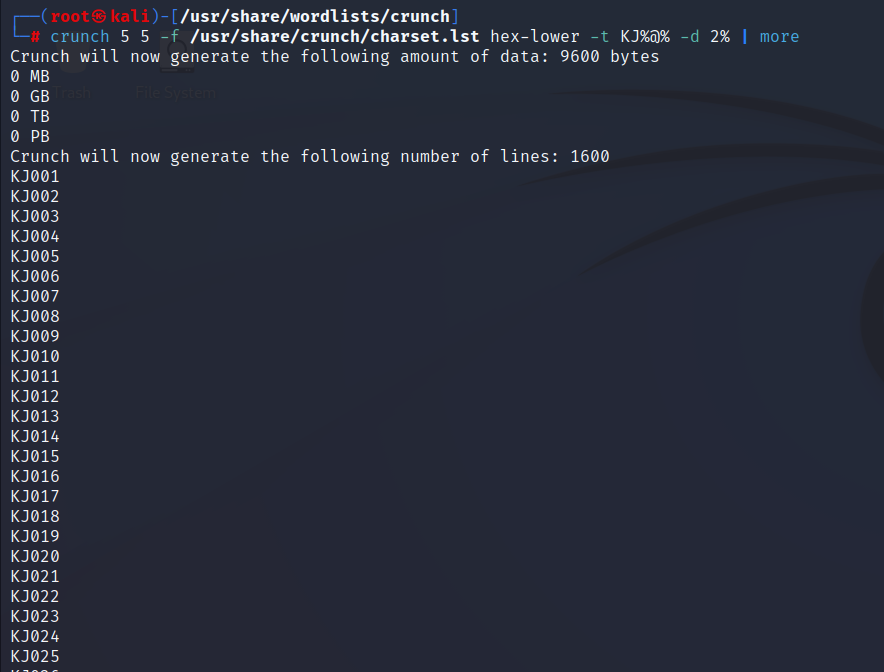 ┌──(root㉿kali)-[/usr/share/wordlists/crunch]
└─# crunch 5 5 -f /usr/share/crunch/charset.lst hex-lower -t KJ%@% -d 2% | more
Crunch will now generate the following amount of data: 9600 bytes
0 MB
0 GB
0 TB
0 PB
Crunch will now generate the following number of lines: 1600
KJ001
KJ002
KJ003
KJ004
KJ005
KJ006
KJ007
KJ008
KJ009
KJ010
KJ011
KJ012
KJ013
KJ014
KJ015
KJ016
KJ017
KJ018
KJ019
KJ020
KJ021
KJ022
KJ023
KJ024
KJ025
Trash
File System